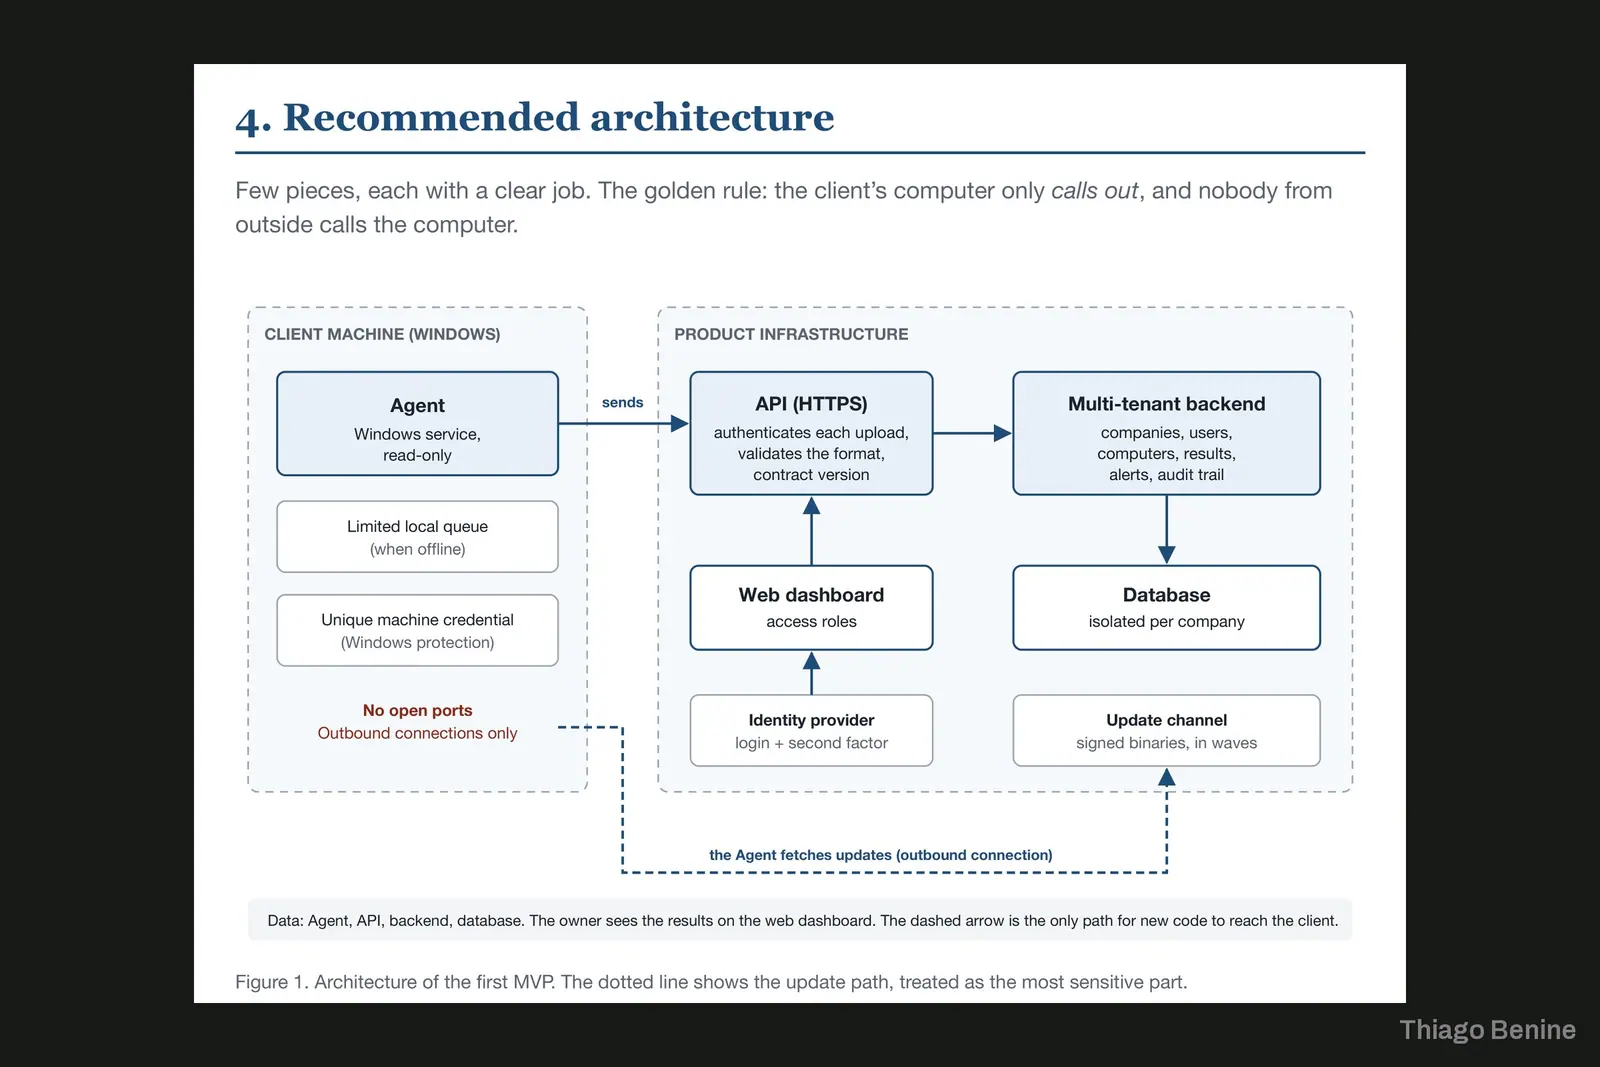 4. Recommended architecture
Few pieces, each with a clear job. The golden rule: the client’s computer only calls out, and nobody from
outside calls the computer.
CLIENT MACHINE (WINDOWS)
Agent
Windows service,
read-only
Limited local queue
(when offline)
Unique machine credential
(Windows protection)
No open ports
Outbound connections only
sends
PRODUCT INFRASTRUCTURE
API (HTTPS)
authenticates each upload,
validates the format,
contract version
Multi-tenant backend
companies, users,
computers, results,
alerts, audit trail
Web dashboard
access roles
Database
isolated per company
Identity provider
login + second factor
Update channel
signed binaries, in waves
the Agent fetches updates (outbound connection)
Data: Agent, API, backend, database. The owner sees the results on the web dashboard. The dashed arrow is the only path for new code to reach the client.
Figure 1. Architecture of the first MVP. The dotted line shows the update path, treated as the most sensitive part.
Thiago Benine